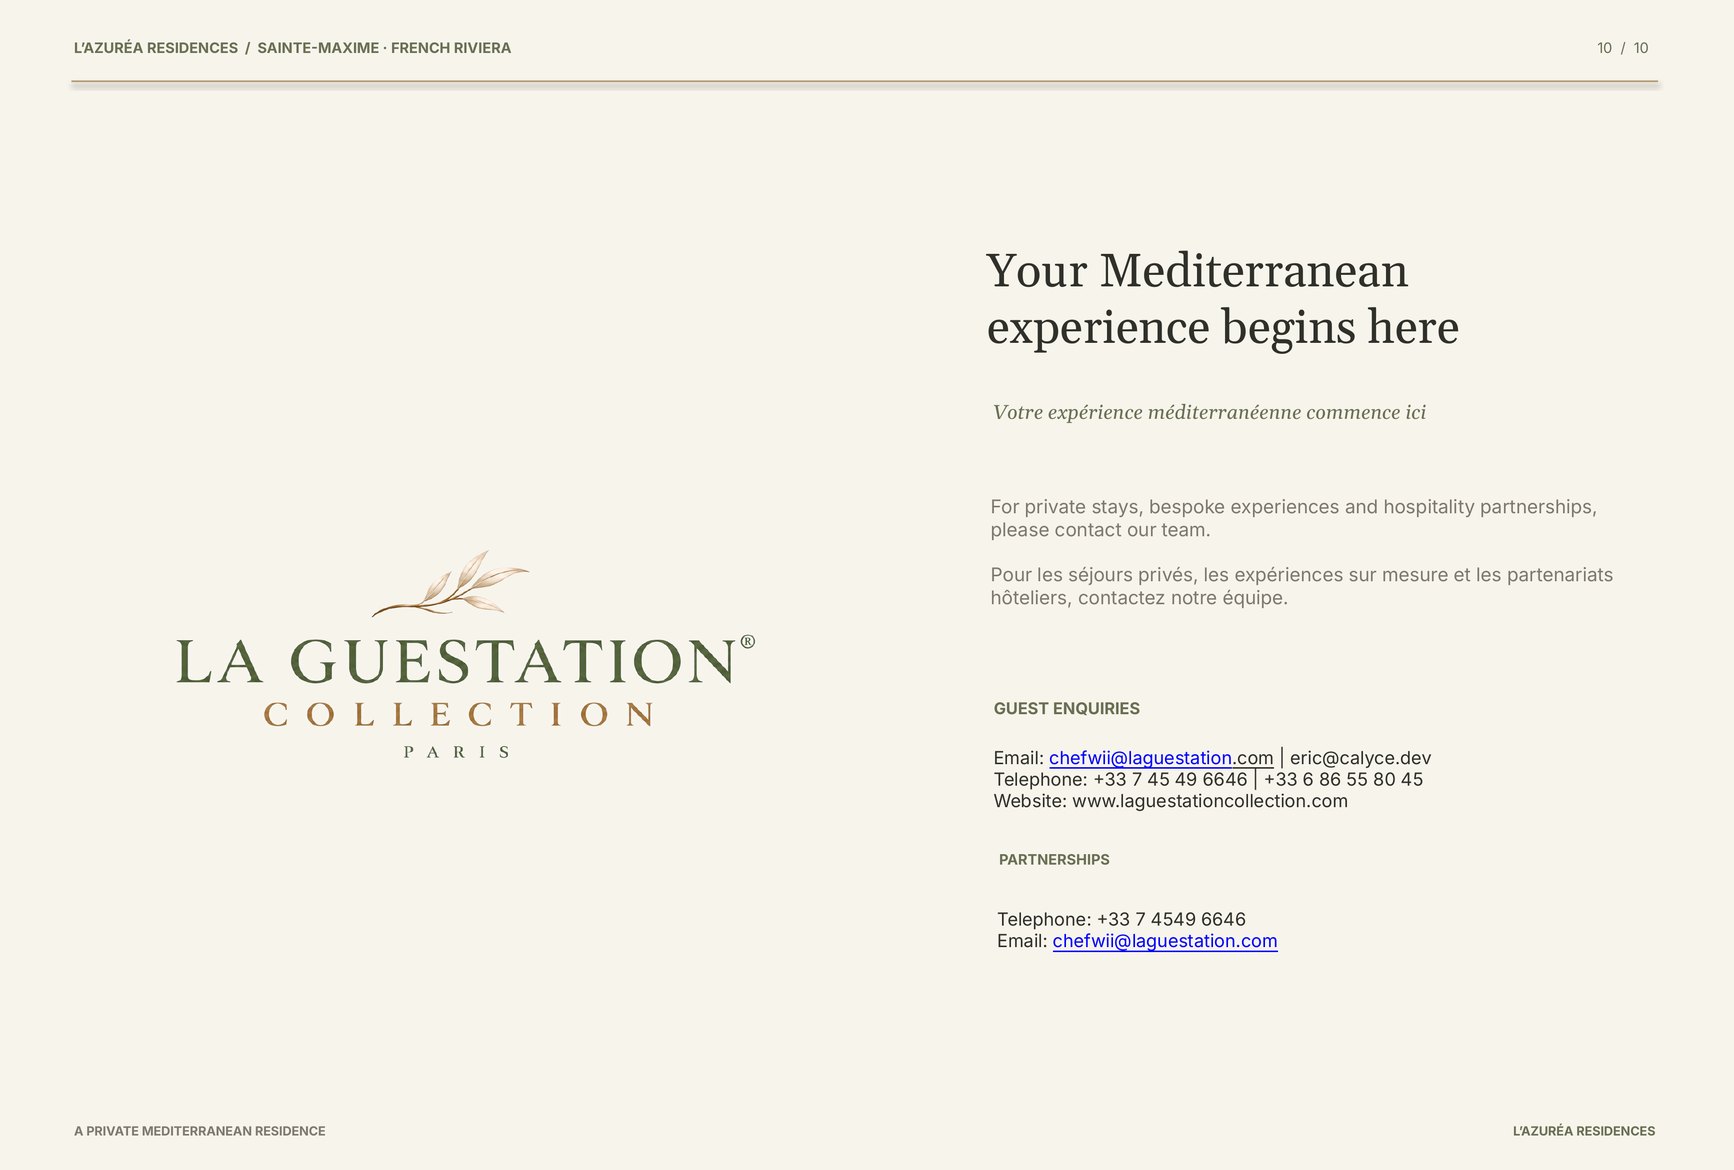 L'AZURÉA RESIDENCES / SAINTE-MAXIME · FRENCH RIVIERA
10 / 10
LA GUESTATION®
COLLECTION
PARIS
Your Mediterranean
experience begins here
Votre expérience méditerranéenne commence ici
For private stays, bespoke experiences and hospitality partnerships,
please contact our team.
Pour les séjours privés, les expériences sur mesure et les partenariats
hôteliers, contactez notre équipe.
GUEST ENQUIRIES
Email: chefwii@laguestation.com | eric@calyce.dev
Telephone: +33 7 45 49 6646 | +33 6 86 55 80 45
Website: www.laguestationcollection.com
PARTNERSHIPS
Telephone: +33 7 4549 6646
Email: chefwii@laguestation.com
A PRIVATE MEDITERRANEAN RESIDENCE
L'AZURÉA RESIDENCES